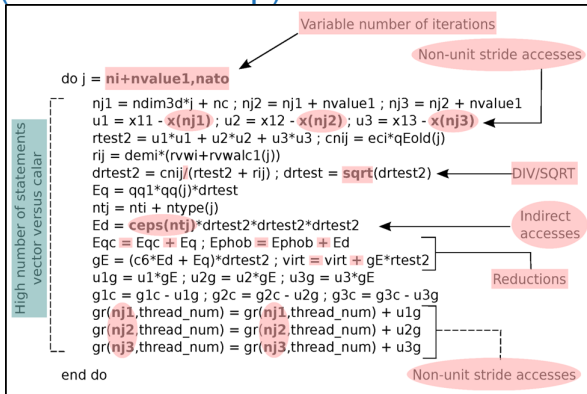 Variable number of iterations
Non-unit stride accesses
do j = ni+nvalue1,nato
nj1 = ndim3d*j + nc ; nj2 = nj1 + nvalue1 ; nj3 = nj2 + nvalue1
u1 = x11 - x(nj1) ; u2 = x12 - x(nj2) ; u3 = x13 - x(nj3)
rtest2 = u1*u1 + u2*u2 + u3*u3 ; cnij = eci*qEold(j)
rij = demi*(rvwi+rvwalc1(j))
drtest2 = cnij/(rtest2 + rij) ; drtest = sqrt(drtest2)
DIV/SQRT
Eq = qq1*qq(j)*drtest
ntj = nti + ntype(j)
Ed = ceps(ntj)*drtest2*drtest2*drtest2
Indirect
accesses
Eqc = Eqc + Eq ; Ephob = Ephob + Ed
gE = (c6*Ed + Eq)*drtest2 ; virt = virt + gE*rtest2
Reductions
u1g = u1*gE ; u2g = u2*gE ; u3g = u3*gE
g1c = g1c - u1g ; g2c = g2c - u2g ; g3c = g3c - u3g
gr(nj1,thread_num) = gr(nj1,thread_num) + u1g
gr(nj2,thread_num) = gr(nj2,thread_num) + u2g
gr(nj3,thread_num) = gr(nj3,thread_num) + u3g
end do
Non-unit stride accesses
High number of statements
vector versus calar